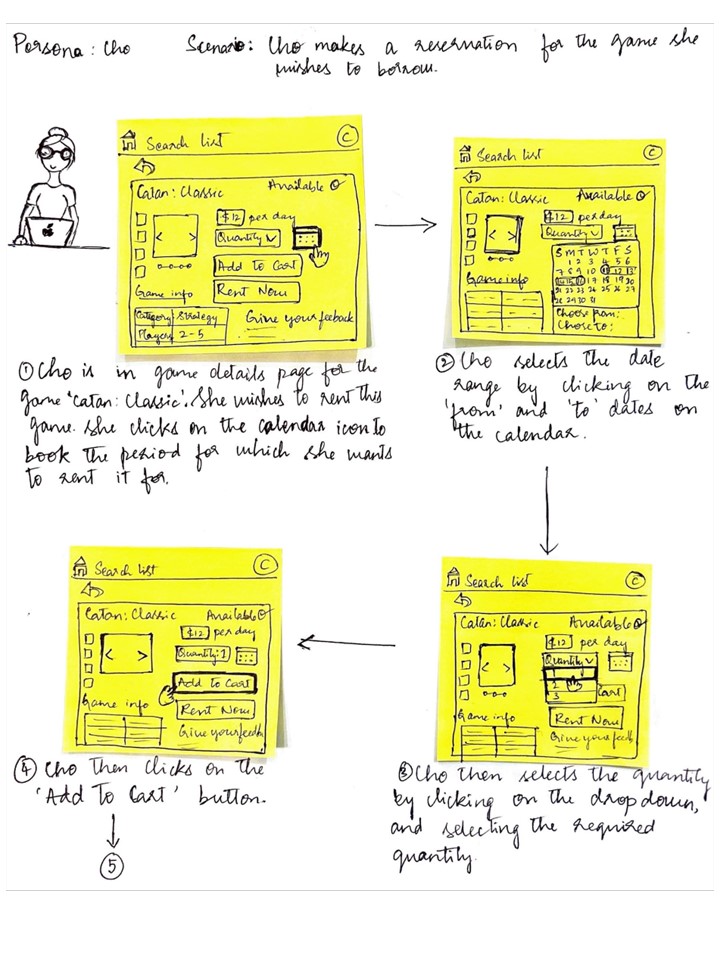 Persona: Cho
Scenario: Cho makes a reservation for the game she
wishes to borrow.
Search list
C
Catan: Classic
Available
$12 per day
Quantity
Add to Cart
Rent Now
Game info
Category Strategy
Players 2-5
Give your feeback
① Cho is in game details page for the
game 'Catan: Classic'. She wishes to rent this
game. She clicks on the calendar icon to
book the period for which she wants
to rent it for.
Search list
C
Catan: Classic
Available
$12 per day
Quantity
S M T W T F S
1 2 3 4 5 6
7 8 9 10 11 12 13
14 15 16 17 18 19 20
21 22 23 24 25 26 27
28 29 30 31
Game info
Choose from:
Chose to:
② Cho selects the date
range by clicking on the
'from' and 'to' dates on
the calendar.
Search list
C
Catan: Classic
Available
$12 per day
Quantity
1
2
3
Cart
Game info
Rent Now
Give your feedb
③ Cho then selects the quantity
by clicking on the dropdown,
and selecting the required
quantity.
Search list
C
Catan: Classic
Available
$12 per day
Quantity: 1
Add to Cart
Game info
Rent Now
Give your feedb
④ Cho then clicks on the
'Add To Cart' button.
⑤